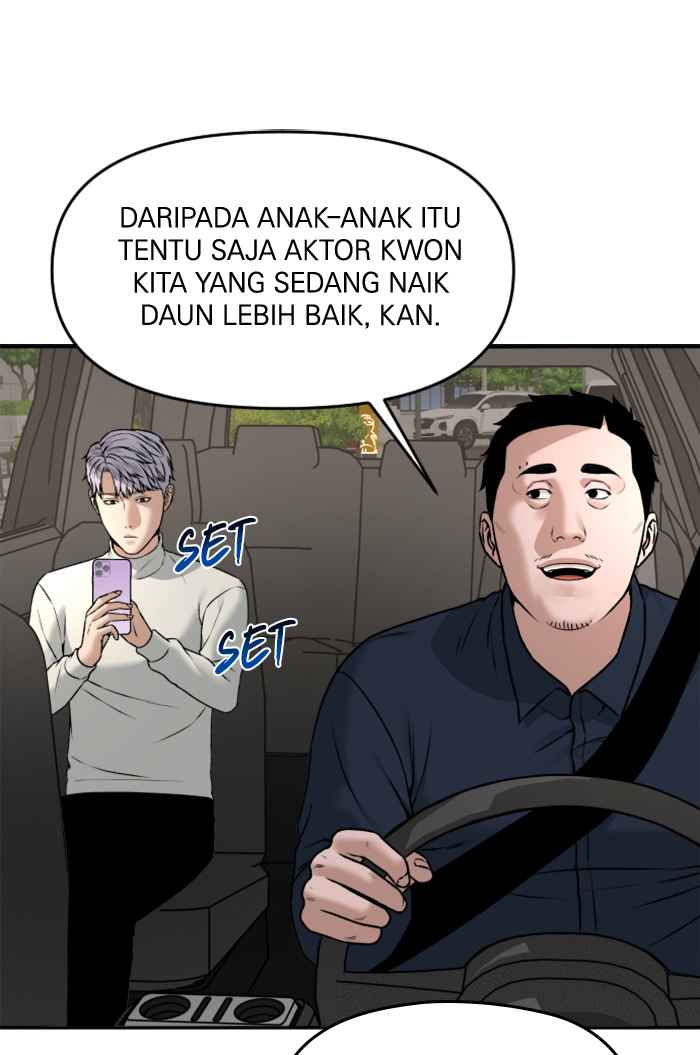 DARIPADA ANAK-ANAK ITU
TENTU SAJA AKTOR KWON
KITA YANG SEDANG NAIK
DAUN LEBIH BAIK, KAN.
SET
SET